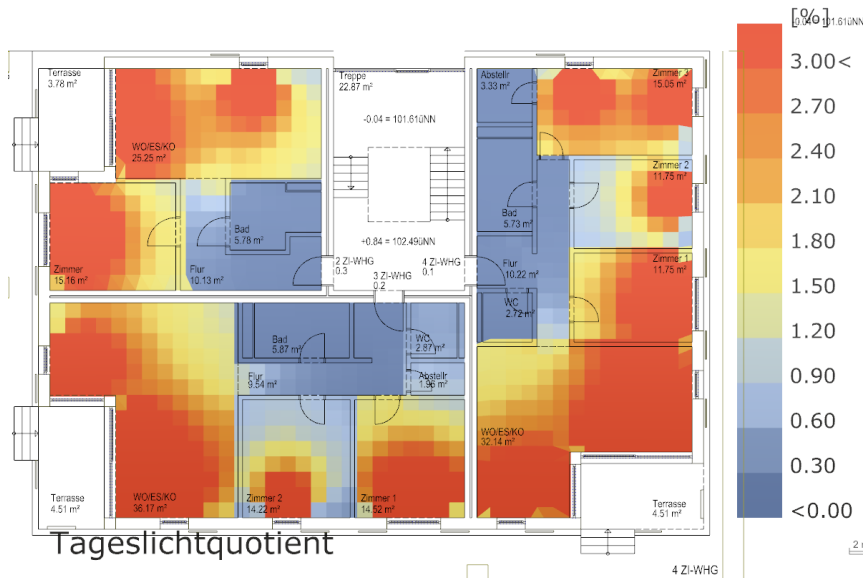 [%]
-0.04 = 101.61üNN
3.00<
2.70
2.40
2.10
1.80
1.50
1.20
0.90
0.60
0.30
<0.00
Terrasse
3.78 m²
WO/ES/KO
25.25 m²
Treppe
22.87 m²
-0.04 = 101.61üNN
+0.84 = 102.49üNN
Abstellr
3.33 m²
Zimmer 3
15.05 m²
Zimmer 2
11.75 m²
Bad
5.78 m²
Bad
5.73 m²
Zimmer
15.16 m²
Flur
10.13 m²
2 ZI-WHG
0.3
3 ZI-WHG
0.2
4 ZI-WHG
0.1
Flur
10.22 m²
Zimmer 1
11.75 m²
WC
2.72 m²
Bad
5.87 m²
WC
2.87 m²
Flur
9.54 m²
Abstellr
1.96 m²
WO/ES/KO
32.14 m²
Terrasse
4.51 m²
WO/ES/KO
36.17 m²
Zimmer 2
14.22 m²
Zimmer 1
14.52 m²
Terrasse
4.51 m²
Tageslichtquotient
2 m
4 ZI-WHG